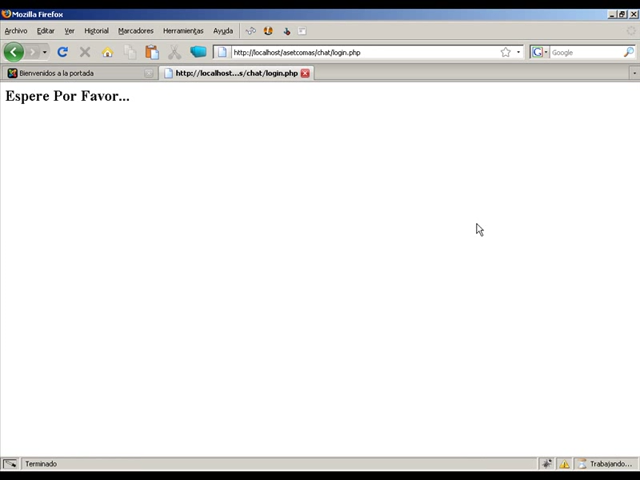 Mozilla Firefox
Archivo Editar Ver Historial Marcadores Herramientas Ayuda
http://localhost/asetcomas/chat/login.php
Google
Bienvenidos a la portada
http://localhost...s/chat/login.php
Espere Por Favor...
Terminado
Trabajando...